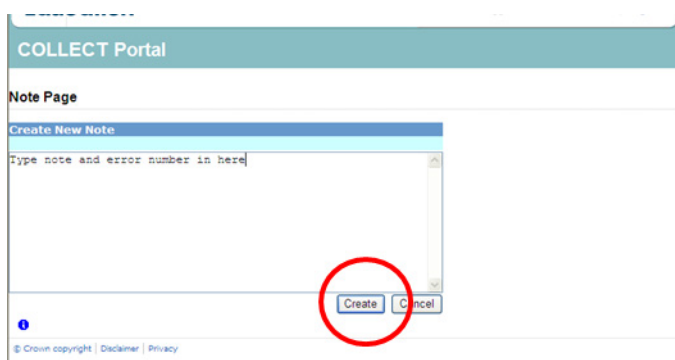 COLLECT Portal
Note Page
Create New Note
Type note and error number in here
Create Cancel
© Crown copyright | Disclaimer | Privacy